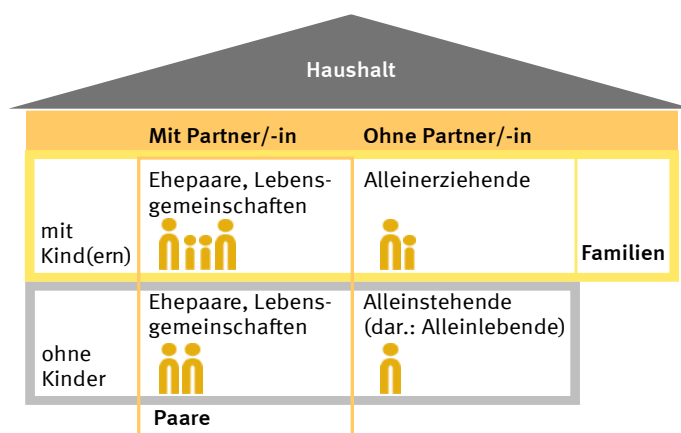 Haushalt
Mit Partner/-in
Ohne Partner/-in
mit
Kind(ern)
Ehepaare, Lebens-
gemeinschaften
Alleinerziehende
Familien
ohne
Kinder
Ehepaare, Lebens-
gemeinschaften
Alleinstehende
(dar.: Alleinlebende)
Paare